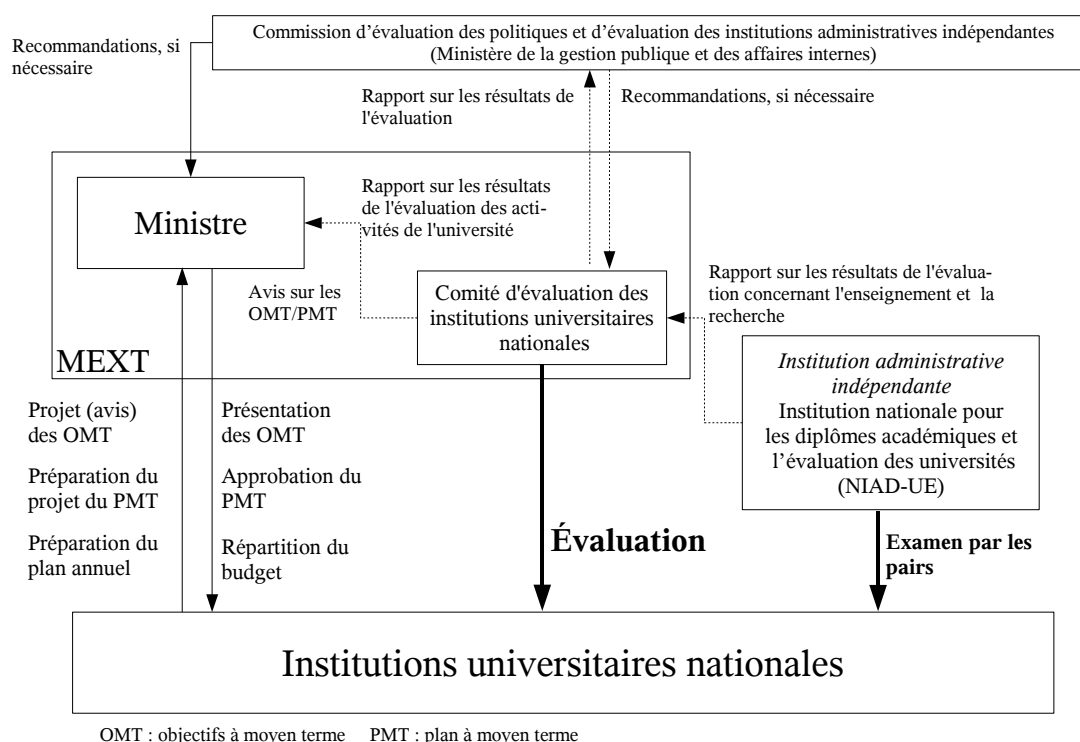 Commission d’évaluation des politiques et d’évaluation des institutions administratives indépendantes
(Ministère de la gestion publique et des affaires internes)
Recommandations, si
nécessaire
Rapport sur les résultats de
l'évaluation
Recommandations, si nécessaire
Ministre
Rapport sur les résultats
de l'évaluation des acti-
vités de l'université
Avis sur les
OMT/PMT
Comité d'évaluation des
institutions universitaires
nationales
Rapport sur les résultats de l'évalua-
tion concernant l'enseignement et la
recherche
MEXT
Institution administrative
indépendante
Institution nationale pour
les diplômes académiques et
l’évaluation des universités
(NIAD-UE)
Projet (avis)
des OMT
Préparation du
projet du PMT
Préparation du
plan annuel
Présentation
des OMT
Approbation du
PMT
Répartition du
budget
Évaluation
Examen par les
pairs
Institutions universitaires nationales
OMT : objectifs à moyen terme PMT : plan à moyen terme